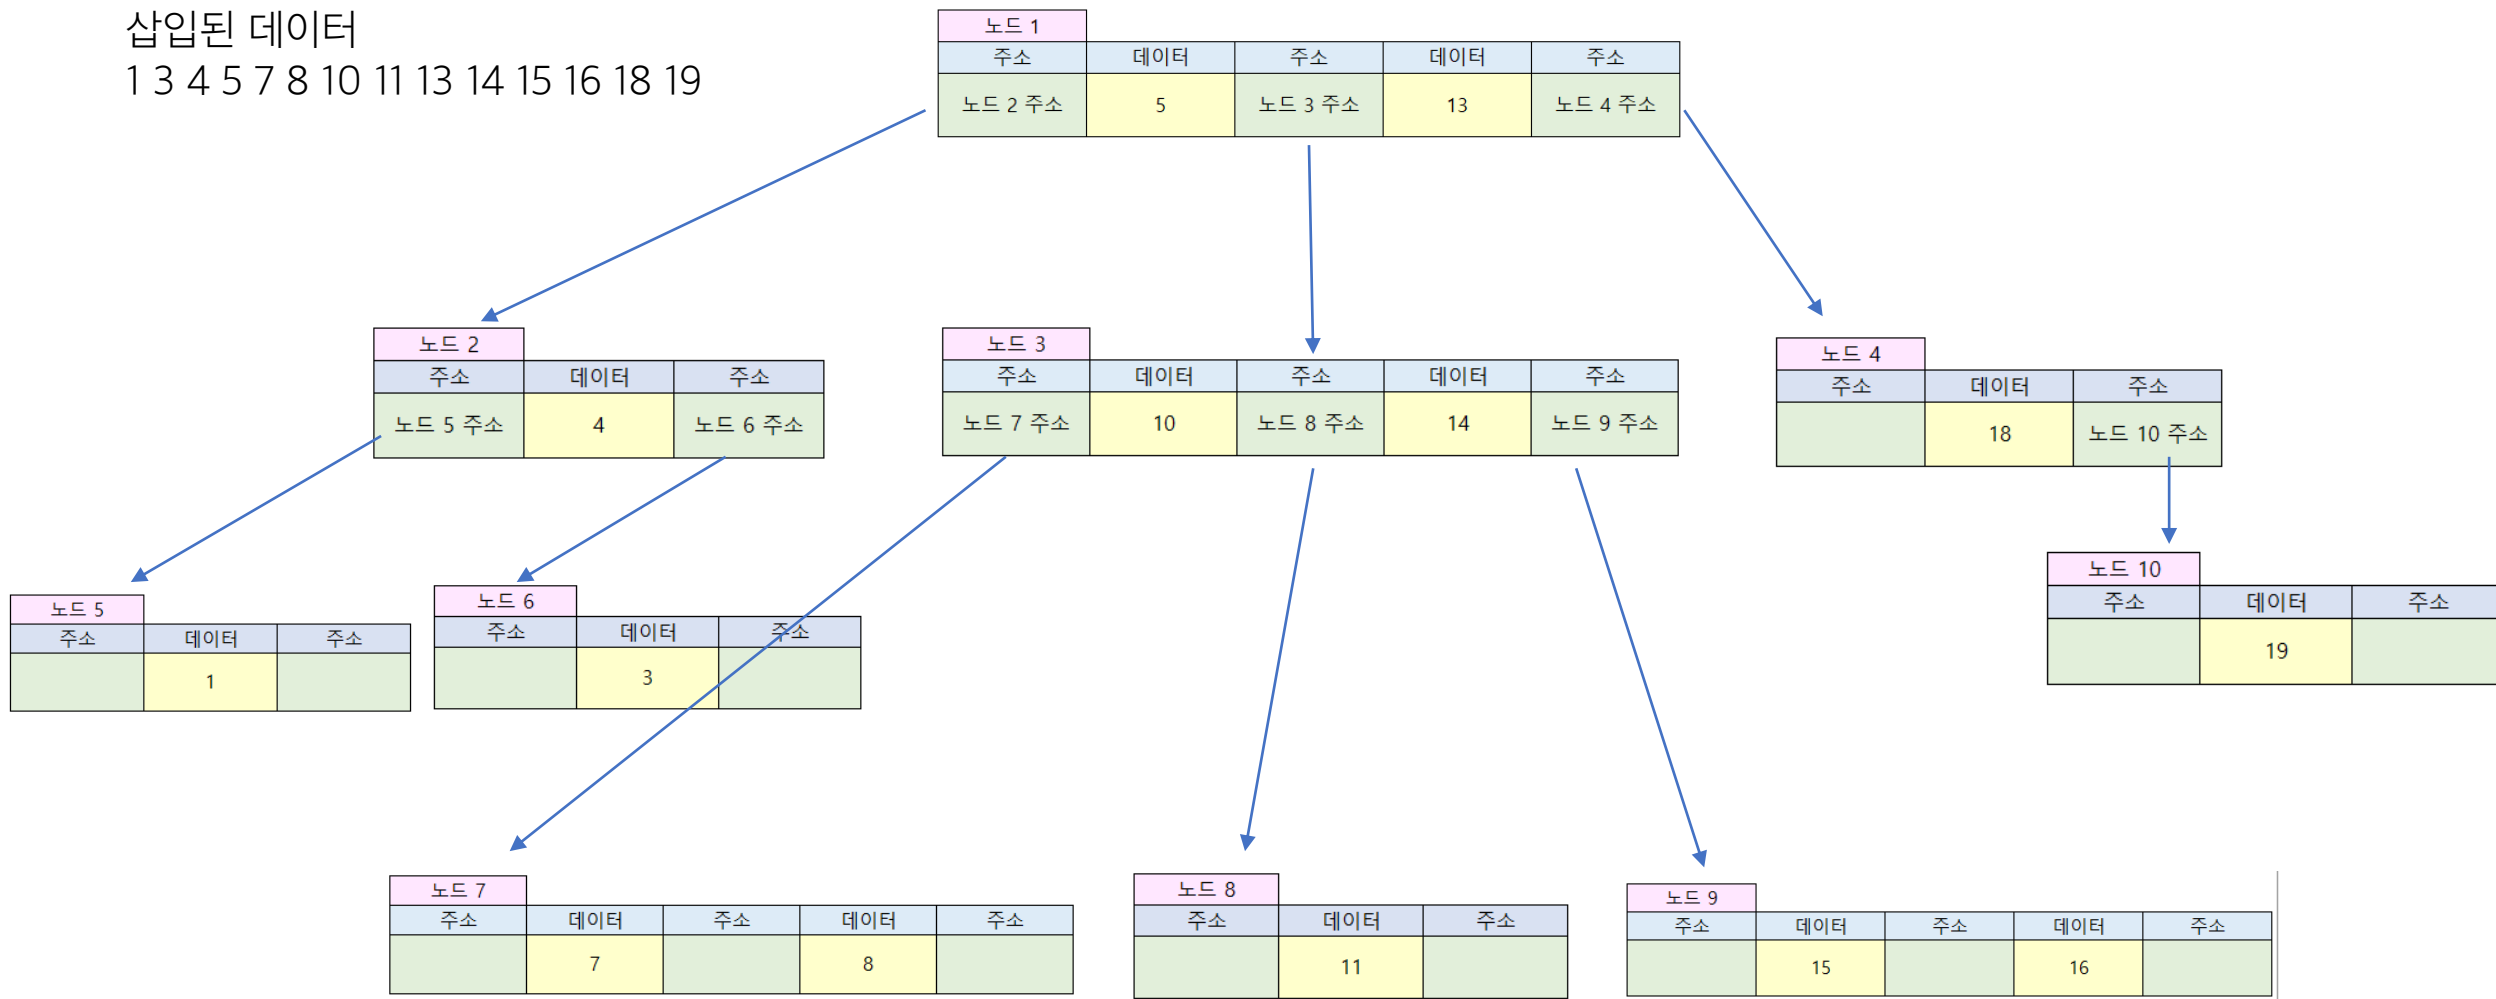 삽입된 데이터
1 3 4 5 7 8 10 11 13 14 15 16 18 19
노드 1
주소 데이터 주소 데이터 주소
노드 2 주소 5 노드 3 주소 13 노드 4 주소
노드 2
주소 데이터 주소
노드 5 주소 4 노드 6 주소
노드 3
주소 데이터 주소 데이터 주소
노드 7 주소 10 노드 8 주소 14 노드 9 주소
노드 4
주소 데이터 주소
18 노드 10 주소
노드 5
주소 데이터 주소
1
노드 6
주소 데이터 주소
3
노드 10
주소 데이터 주소
19
노드 7
주소 데이터 주소 데이터 주소
7 8
노드 8
주소 데이터 주소
11
노드 9
주소 데이터 주소 데이터 주소
15 16